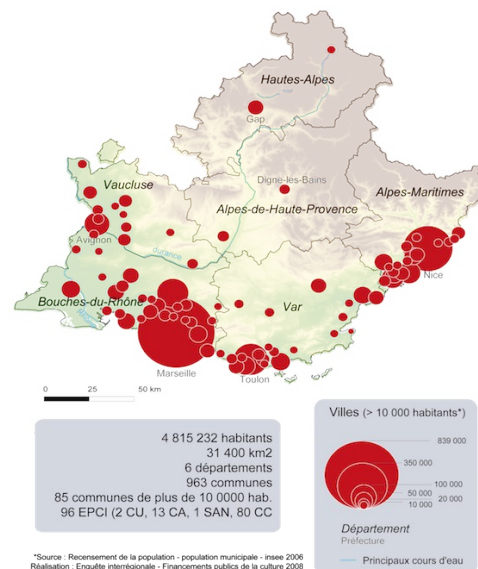 Hautes-Alpes
Gap
Vaucluse
Digne-les-Bains
Alpes-Maritimes
Alpes-de-Haute-Provence
Avignon
Durance
Nice
Bouches-du-Rhône
Var
Rhône
Marseille
Toulon
0 25 50 km
4 815 232 habitants
31 400 km2
6 départements
963 communes
85 communes de plus de 10 0000 hab.
96 EPCI (2 CU, 13 CA, 1 SAN, 80 CC
Villes (> 10 000 habitants*)
839 000
350 000
100 000
50 000
20 000
10 000
Département
Préfecture
Principaux cours d'eau
*Source : Recensement de la population - population municipale - insee 2006
Réalisation : Enquête interrégionale - Financements publics de la culture 2008